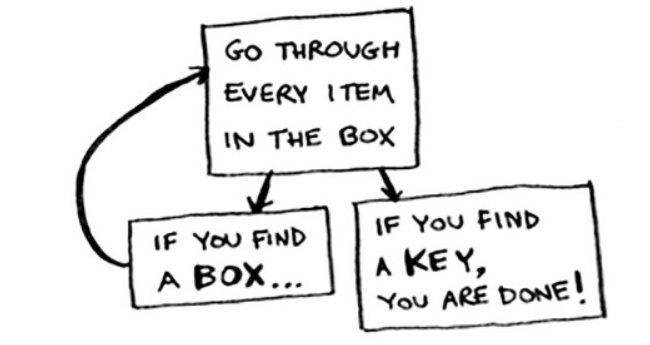 GO THROUGH
EVERY ITEM
IN THE BOX
IF YOU FIND
A BOX...
IF YOU FIND
A KEY,
YOU ARE DONE!